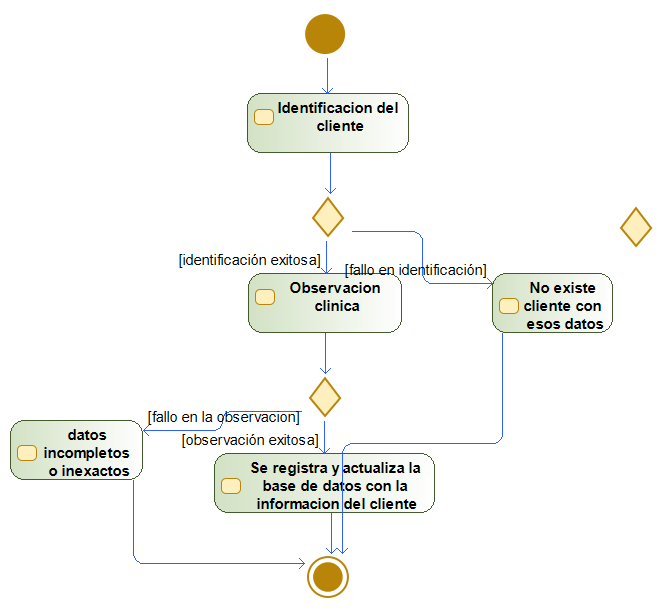 Identificacion del
cliente
[identificación exitosa]
[fallo en identificación]
Observacion
clinica
No existe
cliente con
esos datos
[fallo en la observacion]
[observación exitosa]
datos
incompletos
o inexactos
Se registra y actualiza la
base de datos con la
informacion del cliente